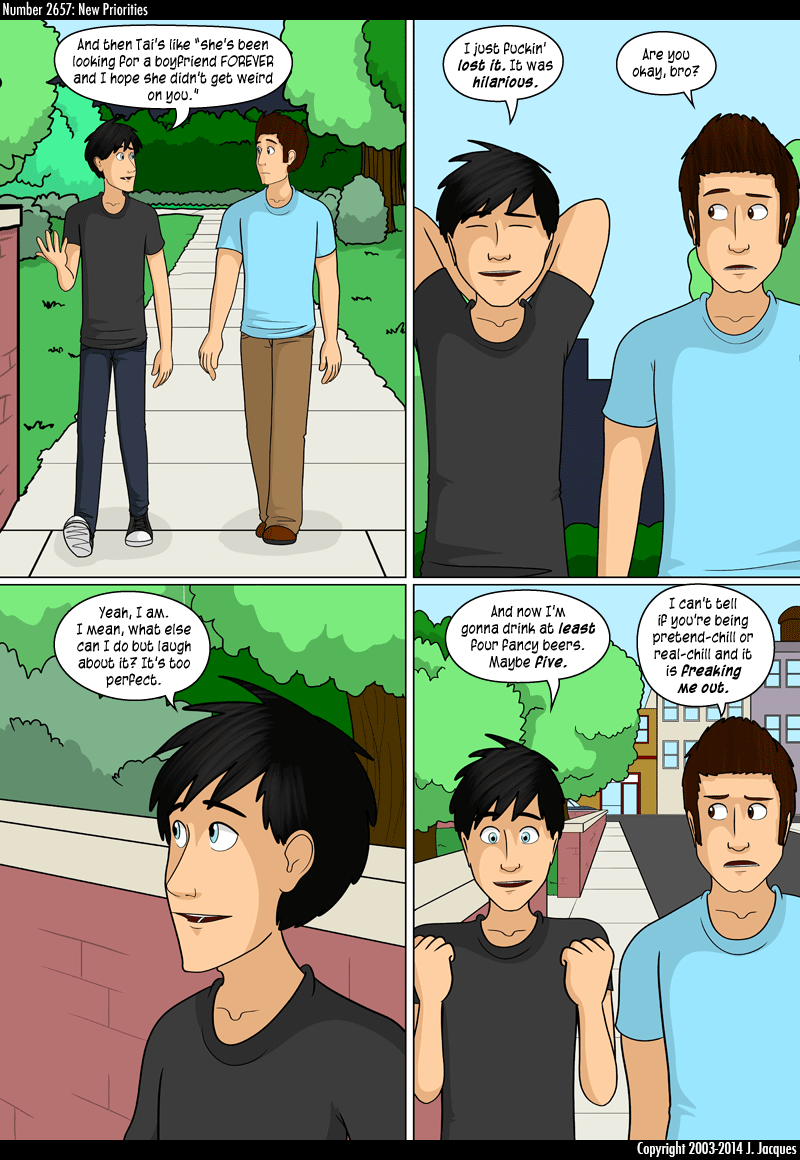 Number 2657: New Priorities
And then Tai's like "she's been
looking for a boyfriend FOREVER
and I hope she didn't get weird
on you."
I just fuckin'
lost it. It was
hilarious.
Are you
okay, bro?
Yeah, I am.
I mean, what else
can I do but laugh
about it? It's too
perfect.
And now I'm
gonna drink at least
four fancy beers.
Maybe five.
I can't tell
if you're being
pretend-chill or
real-chill and it
is freaking
me out.
Copyright 2003-2014 J. Jacques